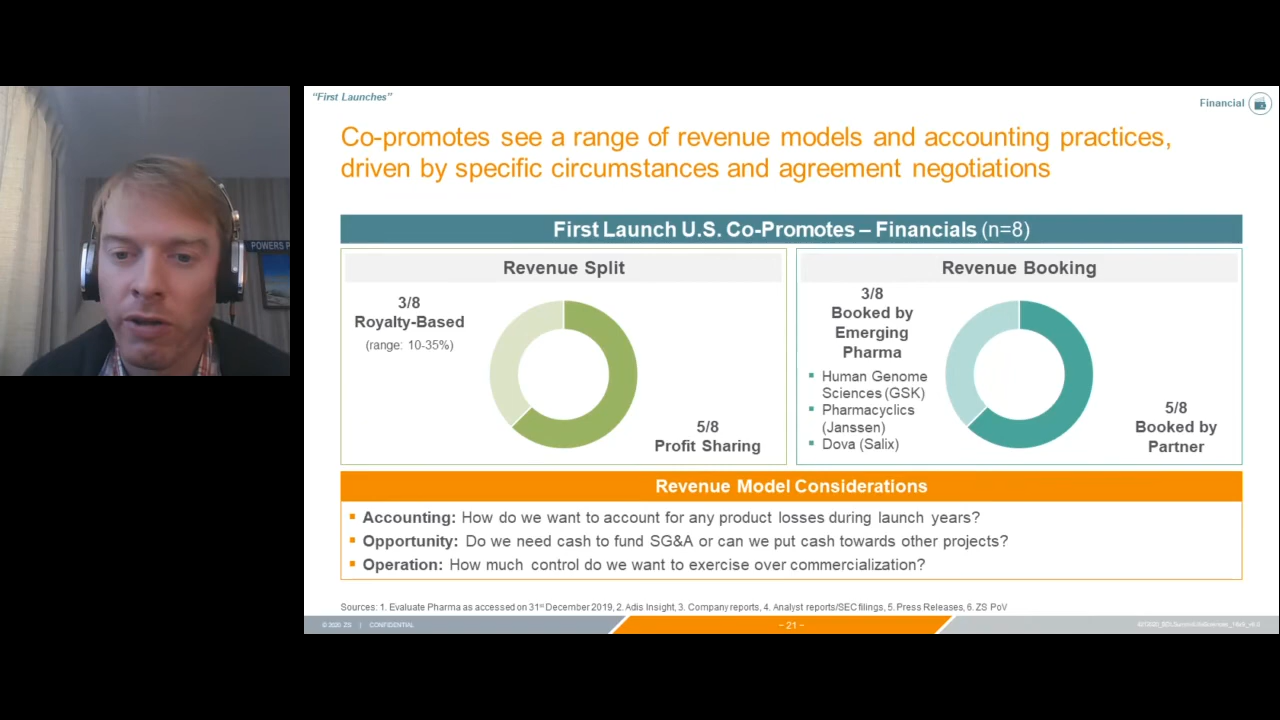 "First Launches"
Financial
Co-promotes see a range of revenue models and accounting practices,
driven by specific circumstances and agreement negotiations
First Launch U.S. Co-Promotes – Financials (n=8)
Revenue Split
3/8
Royalty-Based
(range: 10-35%)
5/8
Profit Sharing
Revenue Booking
3/8
Booked by
Emerging
Pharma
▪ Human Genome
Sciences (GSK)
▪ Pharmacyclics
(Janssen)
▪ Dova (Salix)
5/8
Booked by
Partner
Revenue Model Considerations
▪ Accounting: How do we want to account for any product losses during launch years?
▪ Opportunity: Do we need cash to fund SG&A or can we put cash towards other projects?
▪ Operation: How much control do we want to exercise over commercialization?
Sources: 1. Evaluate Pharma as accessed on 31st December 2019, 2. Adis Insight, 3. Company reports, 4. Analyst reports/SEC filings, 5. Press Releases, 6. ZS PoV
© 2020 ZS | CONFIDENTIAL
– 21 –
POWERS